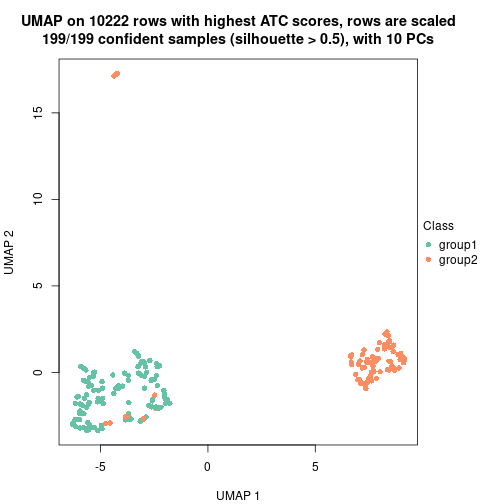 UMAP on 10222 rows with highest ATC scores, rows are scaled
199/199 confident samples (silhouette > 0.5), with 10 PCs
15
10
5
0
UMAP 2
-5
0
5
UMAP 1
Class
group1
group2